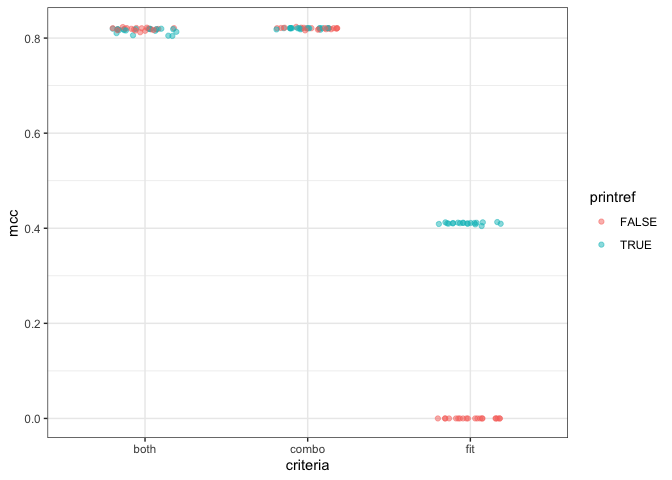 0.8
0.6
0.4
0.2
0.0
mcc
both combo fit
criteria
printref
FALSE
TRUE